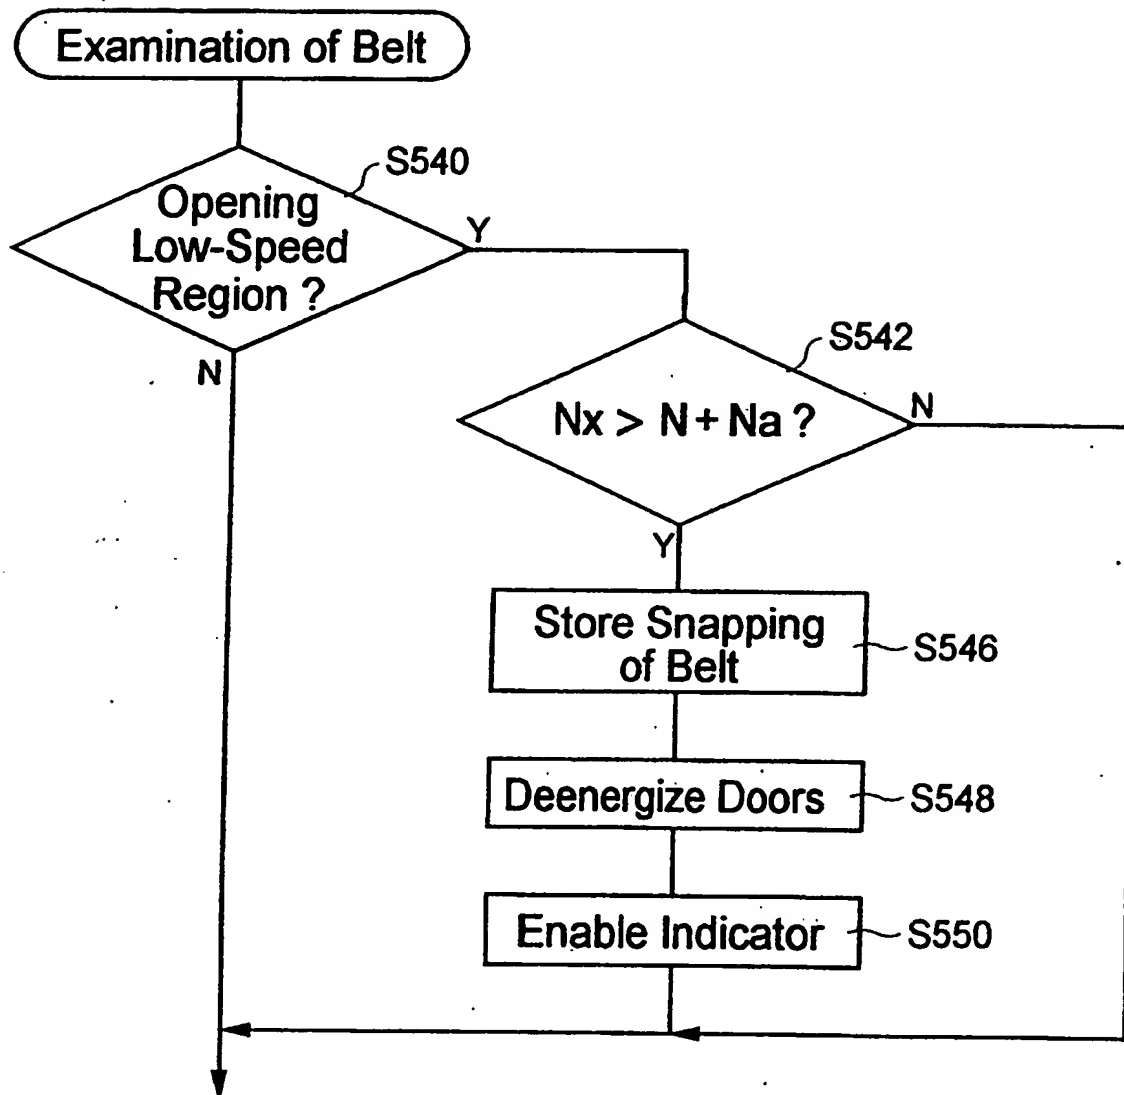 Examination of Belt
S540
Opening
Low-Speed
Region ?
Y
N
S542
Nx > N + Na ?
N
Y
Store Snapping
of Belt
S546
Deenergize Doors
S548
Enable Indicator
S550